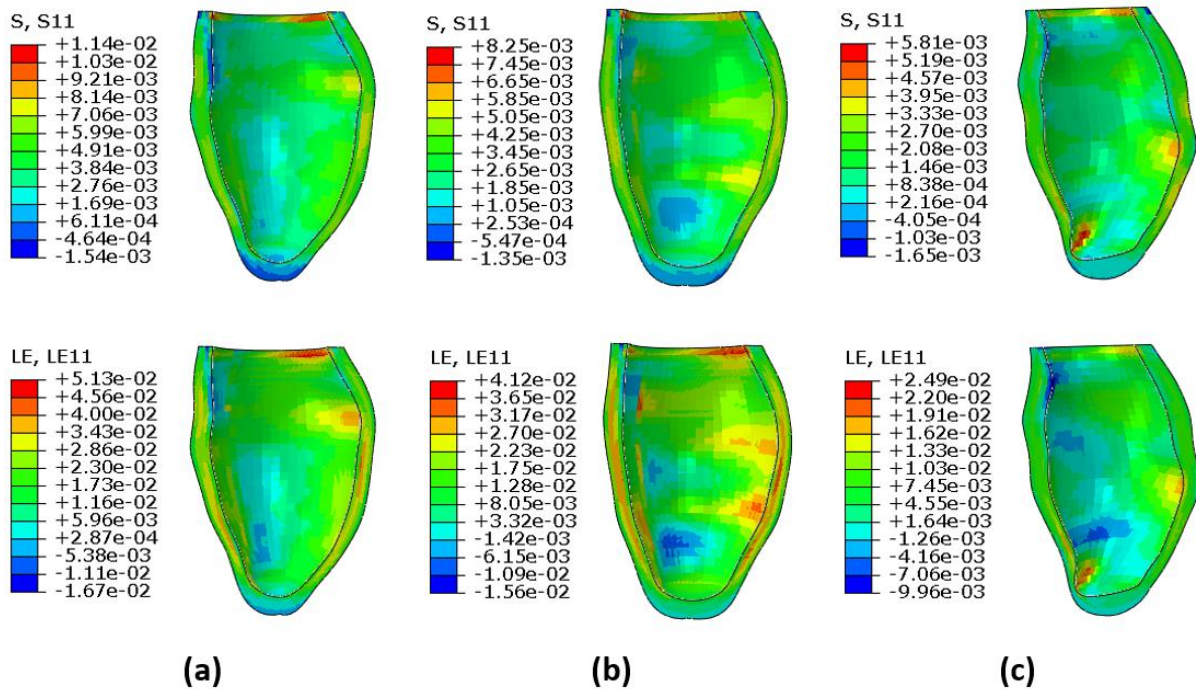 S, S11
+1.14e-02
+1.03e-02
+9.21e-03
+8.14e-03
+7.06e-03
+5.99e-03
+4.91e-03
+3.84e-03
+2.76e-03
+1.69e-03
+6.11e-04
-4.64e-04
-1.54e-03
S, S11
+8.25e-03
+7.45e-03
+6.65e-03
+5.85e-03
+5.05e-03
+4.25e-03
+3.45e-03
+2.65e-03
+1.85e-03
+1.05e-03
+2.53e-04
-5.47e-04
-1.35e-03
S, S11
+5.81e-03
+5.19e-03
+4.57e-03
+3.95e-03
+3.33e-03
+2.70e-03
+2.08e-03
+1.46e-03
+8.38e-04
+2.16e-04
-4.05e-04
-1.03e-03
-1.65e-03
LE, LE11
+5.13e-02
+4.56e-02
+4.00e-02
+3.43e-02
+2.86e-02
+2.30e-02
+1.73e-02
+1.16e-02
+5.96e-03
+2.87e-04
-5.38e-03
-1.11e-02
-1.67e-02
LE, LE11
+4.12e-02
+3.65e-02
+3.17e-02
+2.70e-02
+2.23e-02
+1.75e-02
+1.28e-02
+8.05e-03
+3.32e-03
-1.42e-03
-6.15e-03
-1.09e-02
-1.56e-02
LE, LE11
+2.49e-02
+2.20e-02
+1.91e-02
+1.62e-02
+1.33e-02
+1.03e-02
+7.45e-03
+4.55e-03
+1.64e-03
-1.26e-03
-4.16e-03
-7.06e-03
-9.96e-03
(a)
(b)
(c)